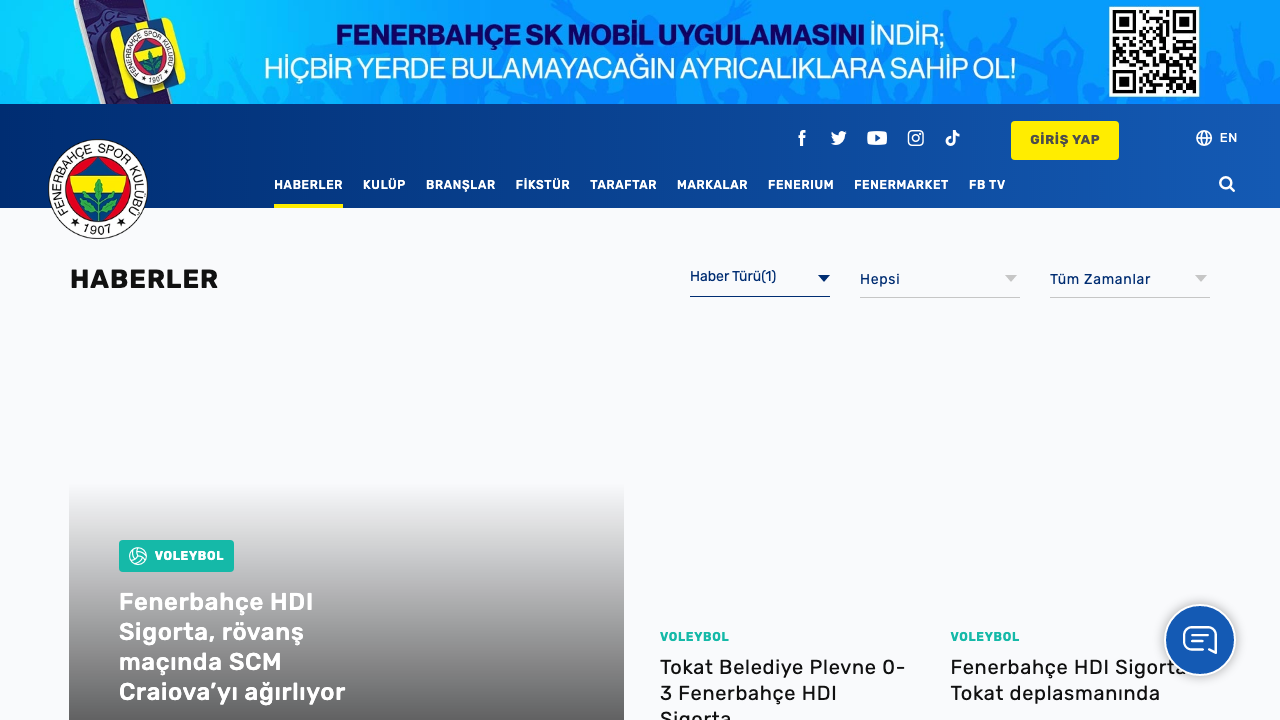 FENERBAHÇE SK MOBİL UYGULAMASINI İNDİR;
HİÇBİR YERDE BULAMAYACAĞIN AYRICALIKLARA SAHİP OL!
GİRİŞ YAP
EN
FENERBAHÇE SPOR KULÜBÜ
★ 1907 ★
HABERLER KULÜP BRANŞLAR FİKSTÜR TARAFTAR MARKALAR FENERIUM FENERMARKET FB TV
HABERLER
Haber Türü(1)
Hepsi
Tüm Zamanlar
VOLEYBOL
Fenerbahçe HDI
Sigorta, rövanş
maçında SCM
Craiova’yı ağırlıyor
VOLEYBOL
Tokat Belediye Plevne 0-
3 Fenerbahçe HDI
Sigorta
VOLEYBOL
Fenerbahçe HDI Sigorta
Tokat deplasmanında